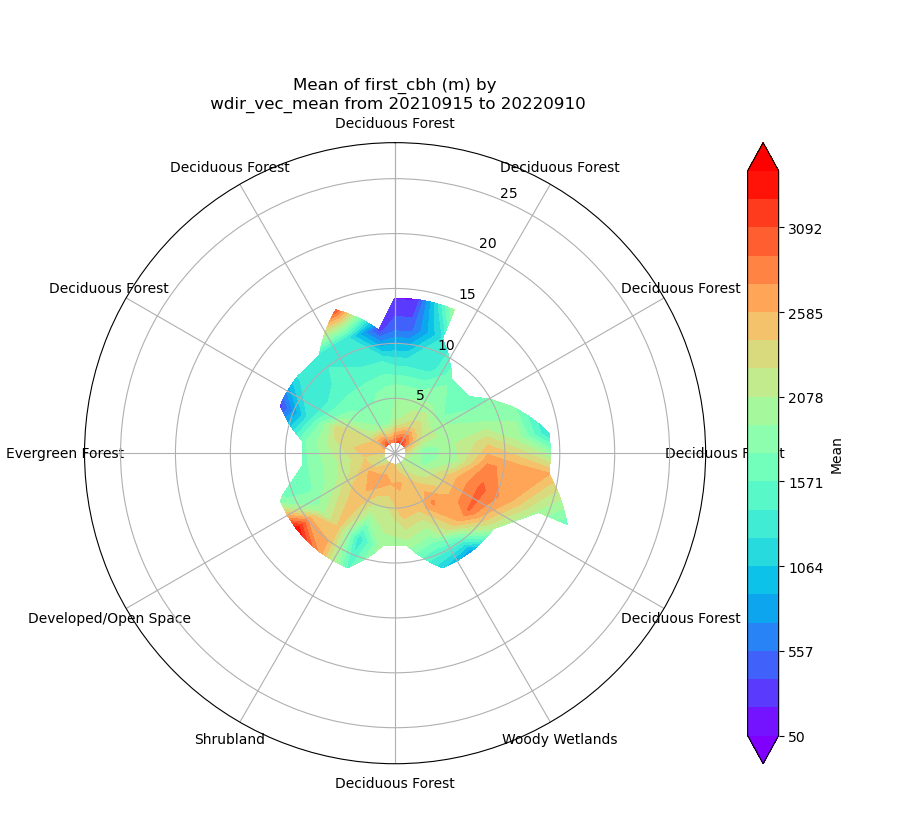 Mean of first_cbh (m) by
wdir_vec_mean from 20210915 to 20220910
Deciduous Forest
Deciduous Forest
Deciduous Forest
25
20
Deciduous Forest
Deciduous Forest
15
10
5
Evergreen Forest
Deciduous F t
Developed/Open Space
Deciduous Forest
Shrubland
Woody Wetlands
Deciduous Forest
3092
2585
2078
1571
1064
557
50
Mean